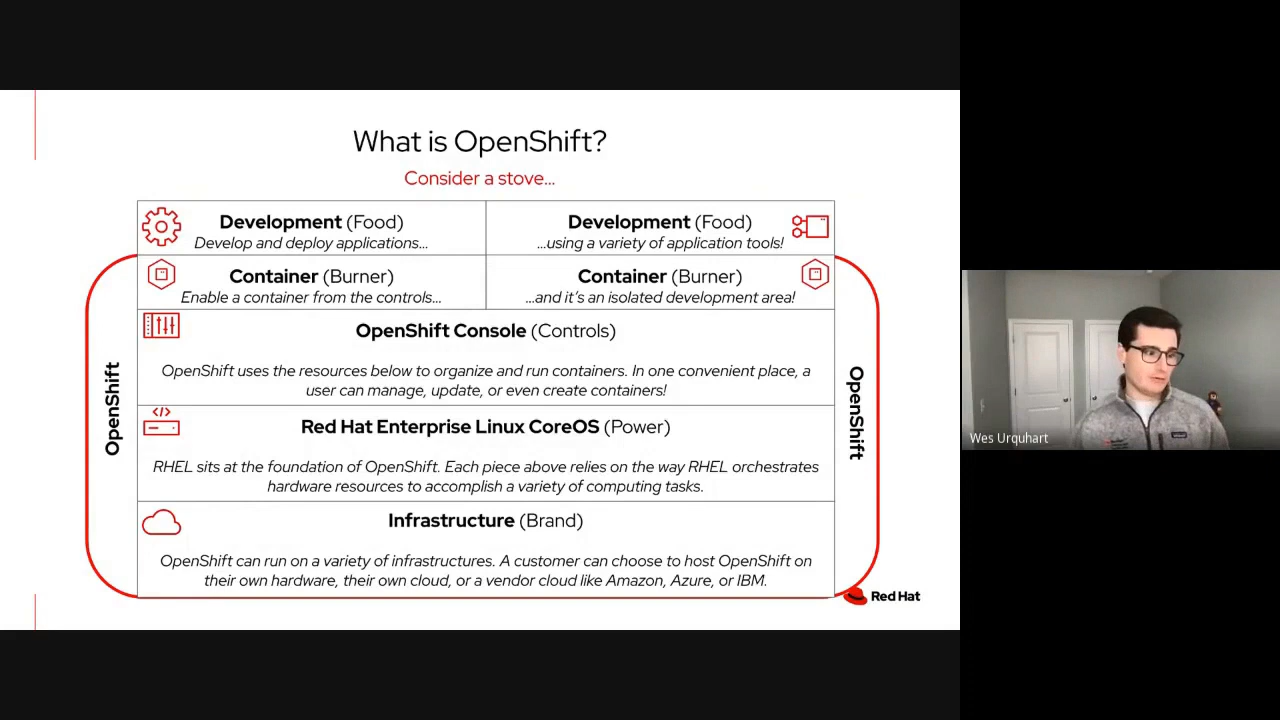 What is OpenShift?
Consider a stove...
Development (Food)
Develop and deploy applications...
Development (Food)
...using a variety of application tools!
Container (Burner)
Enable a container from the controls...
Container (Burner)
...and it's an isolated development area!
OpenShift Console (Controls)
OpenShift uses the resources below to organize and run containers. In one convenient place, a
user can manage, update, or even create containers!
Red Hat Enterprise Linux CoreOS (Power)
RHEL sits at the foundation of OpenShift. Each piece above relies on the way RHEL orchestrates
hardware resources to accomplish a variety of computing tasks.
Infrastructure (Brand)
OpenShift can run on a variety of infrastructures. A customer can choose to host OpenShift on
their own hardware, their own cloud, or a vendor cloud like Amazon, Azure, or IBM.
OpenShift
OpenShift
Red Hat
Wes Urquhart